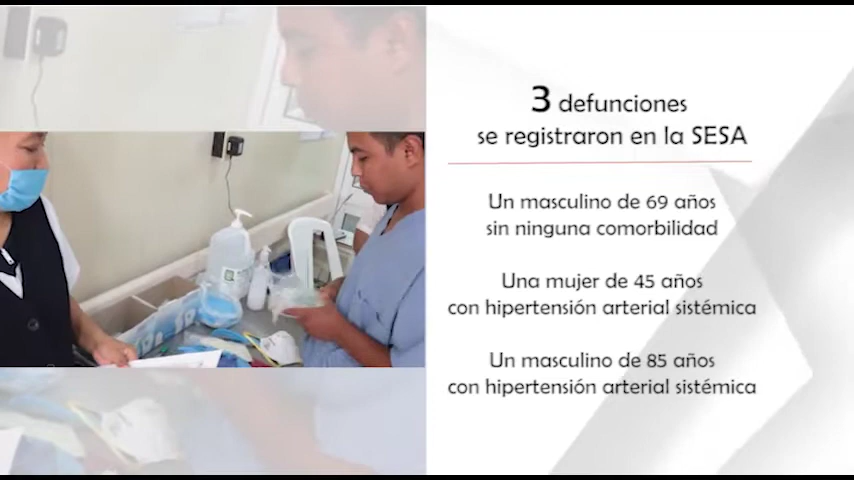 3 defunciones
se registraron en la SESA
Un masculino de 69 años
sin ninguna comorbilidad
Una mujer de 45 años
con hipertensión arterial sistémica
Un masculino de 85 años
con hipertensión arterial sistémica